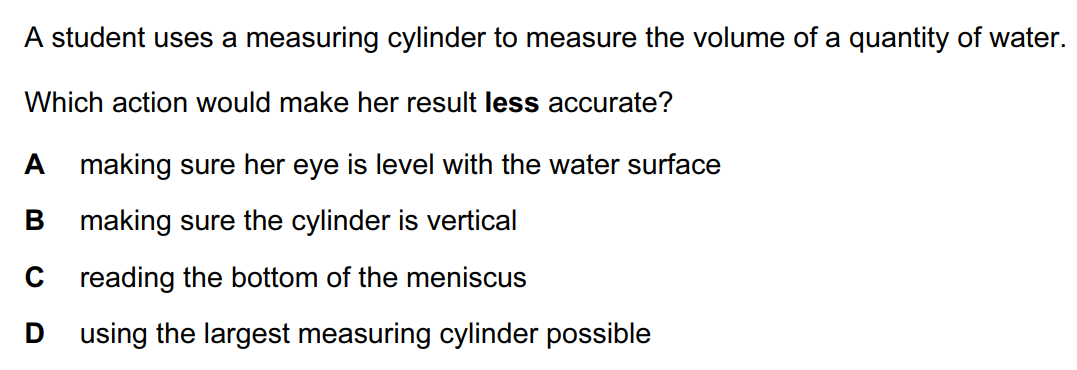 A student uses a measuring cylinder to measure the volume of a quantity of water.
Which action would make her result less accurate?
A making sure her eye is level with the water surface
B making sure the cylinder is vertical
C reading the bottom of the meniscus
D using the largest measuring cylinder possible